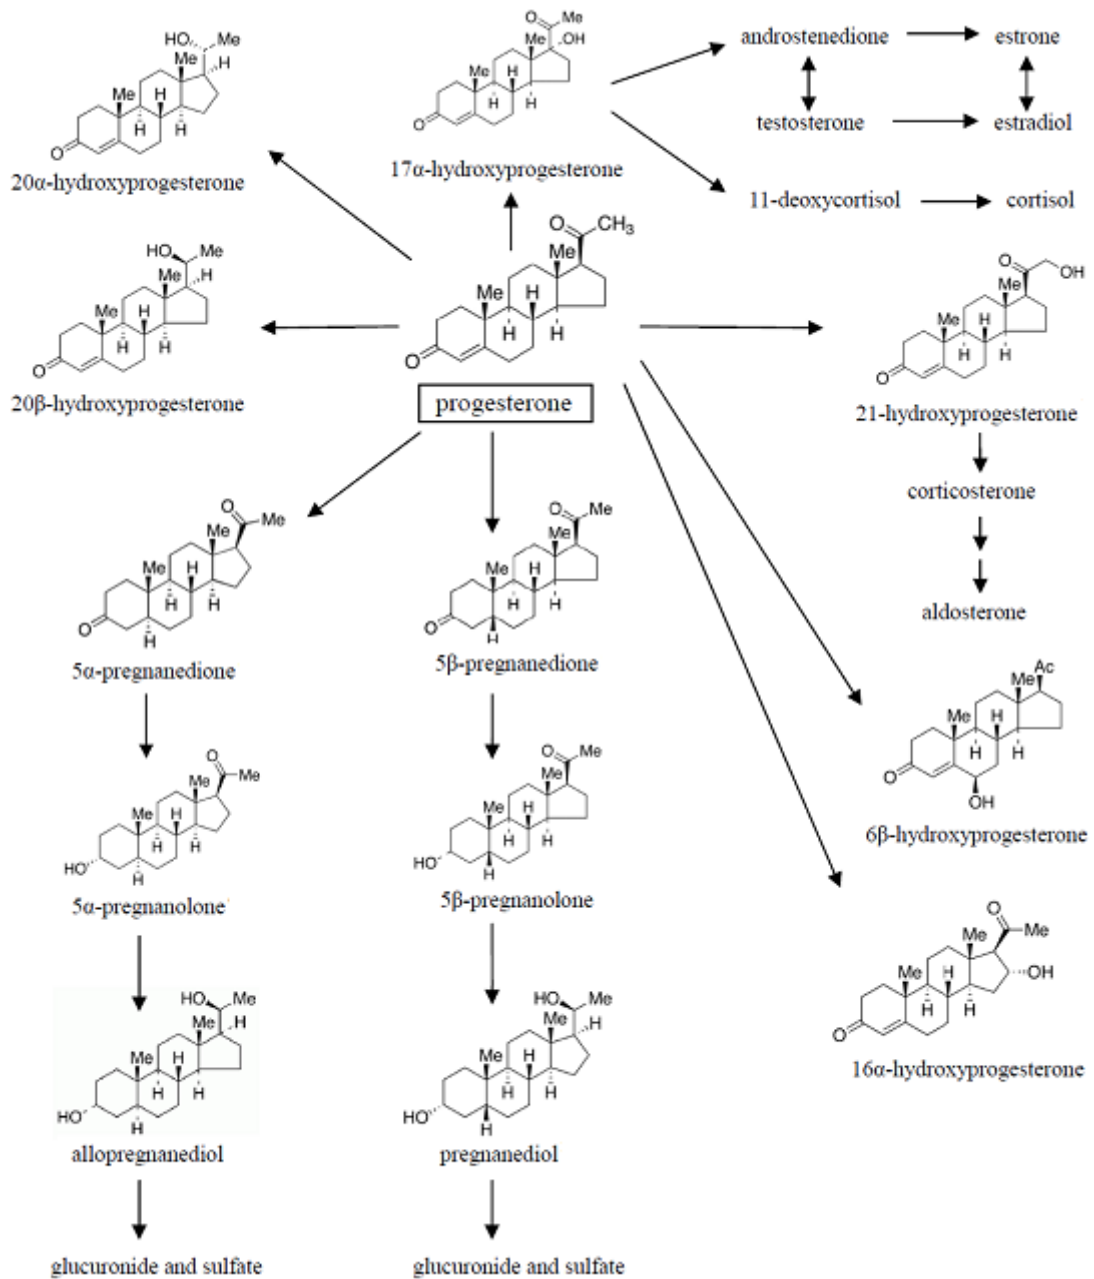 HO Me
Me
H
Me H
H H
O
20α-hydroxyprogesterone
O Me
Me OH
Me H
H H
O
17α-hydroxyprogesterone
androstenedione
estrone
testosterone
estradiol
11-deoxycortisol
cortisol
HO Me
Me H
Me H
H H
O
20β-hydroxyprogesterone
O CH3
Me
Me H
H H
O
progesterone
O
OH
Me
Me H
H H
O
21-hydroxyprogesterone
corticosterone
aldosterone
O
Me
Me
Me H
H H
O
H
5α-pregnanedione
O Me
Me
Me H
H H
O
H
5β-pregnanedione
Ac
Me
Me H
H H
O
OH
6β-hydroxyprogesterone
O
Me
Me
Me H
H H
HO
H
5α-pregnanolone
O Me
Me
Me H
H H
HO
H
5β-pregnanolone
O
Me Me
OH
Me H
H H
O
16α-hydroxyprogesterone
HO Me
Me H
Me H
H H
HO
H
allopregnanediol
HO Me
Me H
Me H
H H
HO
H
pregnanediol
glucuronide and sulfate
glucuronide and sulfate